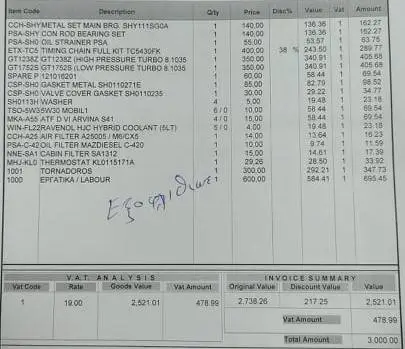 Item Code Description Q/ty Price Disc% Value Vat Amount
CCH-SHYMETAL SET MAIN BRG. SHY111SG0A 1 140,00 136.36 1 162.27
PSA-SHY CON ROD BEARING SET 1 140,00 136.36 1 162.27
PSA-SH0 OIL STRAINER PSA 1 55,00 53.57 1 63.75
ETX-TC5 TIMING CHAIN FULL KIT TC5430FK 1 400,00 38 % 243.50 1 289.77
GT1238Z GT1238Z (HIGH PRESSURE TURBO 8.1035 1 350,00 340.91 1 405.68
GT1752S GT1752S (LOW PRESSURE TURBO 8.1035 1 350,00 340.91 1 405.68
SPARE P 121016201 1 60,00 58.44 1 69.54
CSP-SH0 GASKET METAL SH0110271E 1 85,00 82.79 1 98.52
CSP-SH0 VALVE COVER GASKET SH0110235 1 30,00 29.22 1 34.77
SH0113H WASHER 4 5,00 19.48 1 23.18
TSO-5W35W30 MOBIL1 6 / 0 10,00 58.44 1 69.54
MKA-A55 ATF D VI ARVINA S41 4 / 0 15,00 58.44 1 69.54
WIN-FL22RAVENOL HJC HYBRID COOLANT (5LT) 5 / 0 4,00 19.48 1 23.18
CCH-A25 AIR FILTER A25005 / M6/CX5 1 14,00 13.64 1 16.23
PSA-C-42 OIL FILTER MAZDIESEL C-420 1 10,00 9.74 1 11.59
NNE-SA1 CABIN FILTER SA1312 1 15,00 14.61 1 17.39
MHJ-KL0 THERMOSTAT KL0115171A 1 29,26 28.50 1 33.92
1001 TORNADOROS 1 300,00 292.21 1 347.73
1000 ΕΡΓΑΤΙΚΑ / LABOUR 1 600,00 584.41 1 695.45
V.A.T. ANALYSIS
Vat Code Rate Goods Value Vat Amount
1 19.00 2,521.01 478.99
INVOICE SUMMARY
Original Value Discount Value Value
2,738.26 217.25 2,521.01
Vat Amount 478.99
Total Amount 3,000.00